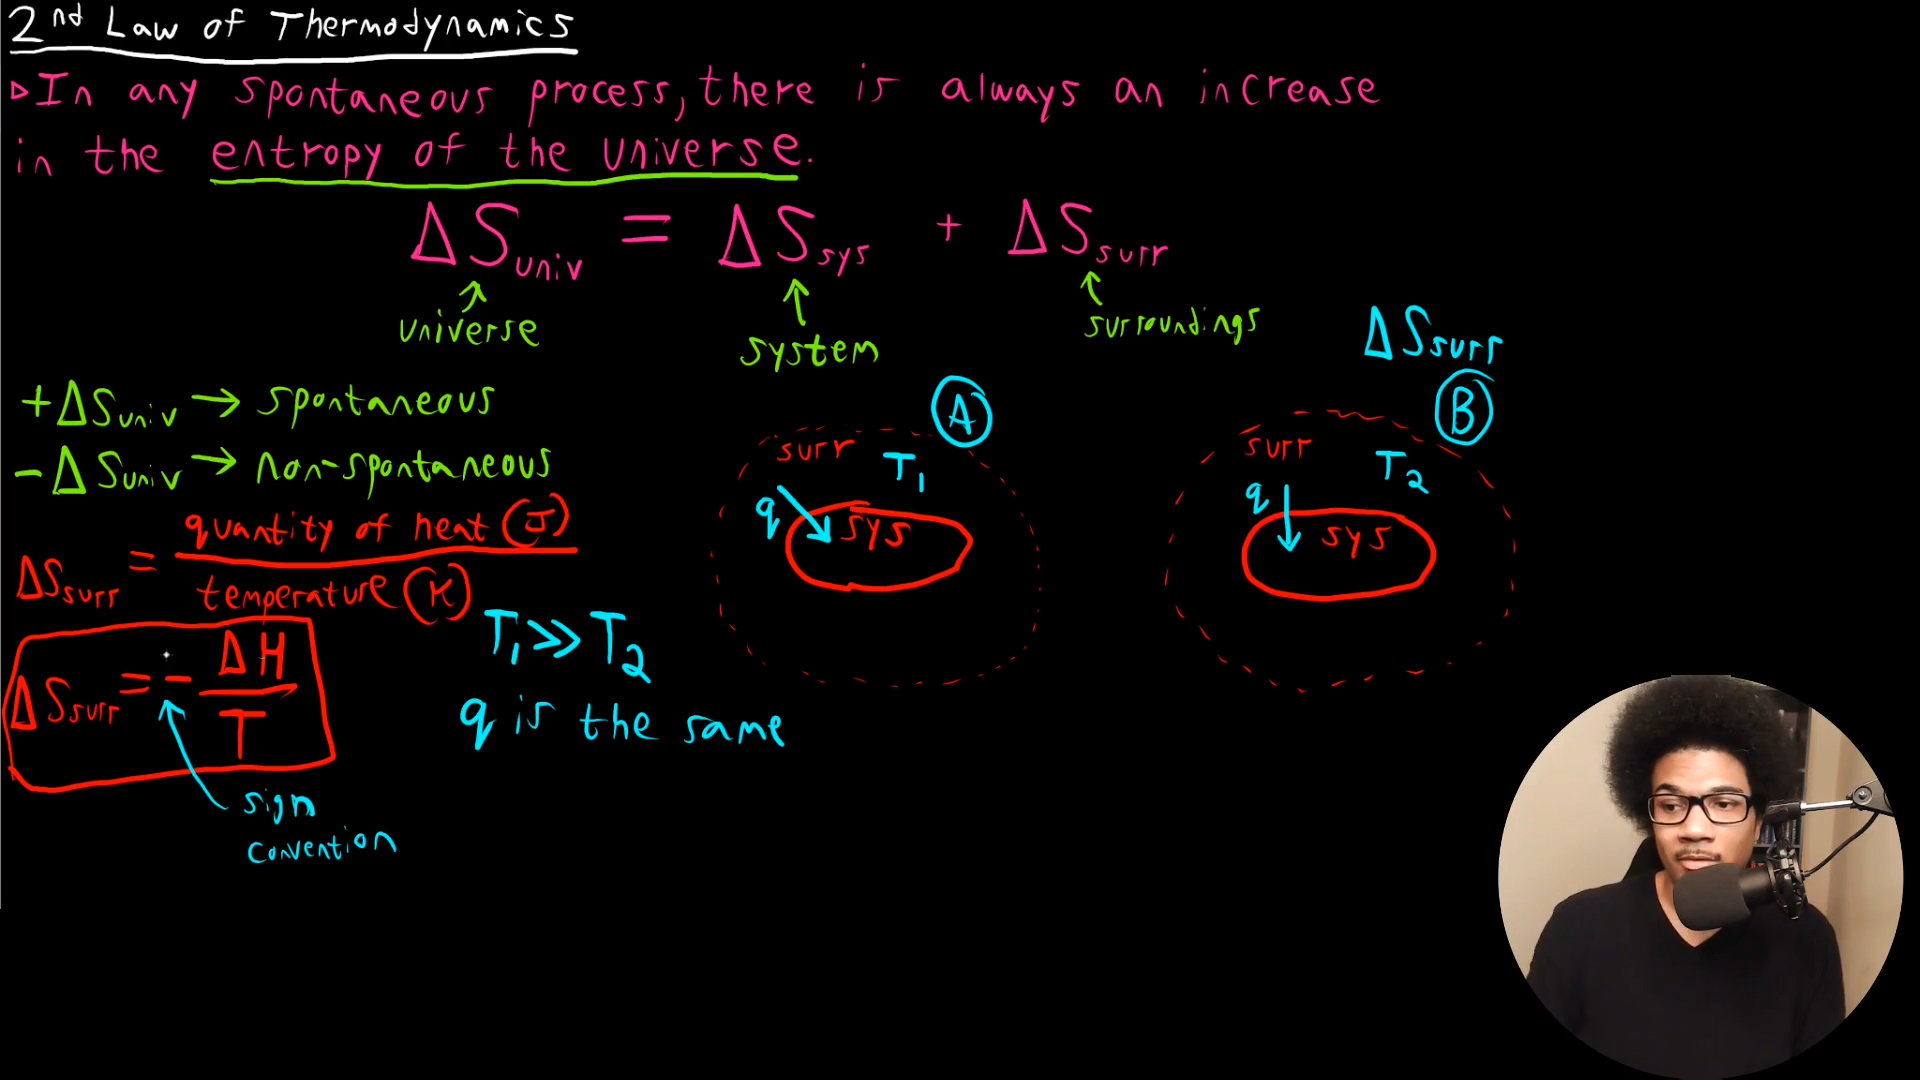 2nd Law of Thermodynamics
▹In any spontaneous process, there is always an increase
in the entropy of the universe.
ΔSuniv = ΔSsys + ΔSsurr
universe
system
surroundings
ΔSsurr
+ΔSuniv → spontaneous
-ΔSuniv → non-spontaneous
ΔSsurr = quantity of heat (J)
temperature (K)
ΔSsurr = - ΔH
T
sign
convention
T1 >> T2
q is the same
A
surr
T1
q
sys
B
surr
T2
q
sys